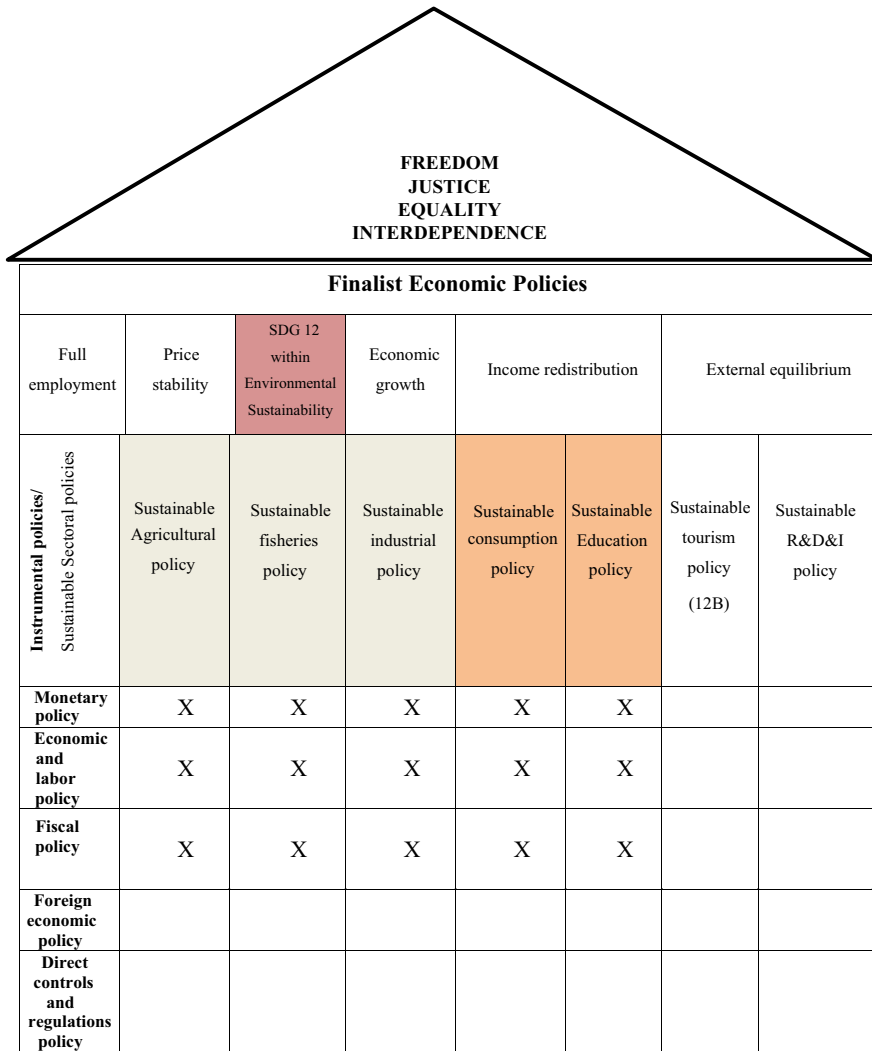 FREEDOM
JUSTICE
EQUALITY
INTERDEPENDENCE
Finalist Economic Policies
Full
employment
Price
stability
SDG 12
within
Environmental
Sustainability
Economic
growth
Income redistribution
External equilibrium
Instrumental policies/
Sustainable Sectoral policies
Sustainable
Agricultural
policy
Sustainable
fisheries
policy
Sustainable
industrial
policy
Sustainable
consumption
policy
Sustainable
Education
policy
Sustainable
tourism
policy
(12B)
Sustainable
R&D&I
policy
Monetary
policy
X X X X X
Economic
and
labor
policy
X X X X X
Fiscal
policy
X X X X X
Foreign
economic
policy
Direct
controls
and
regulations
policy